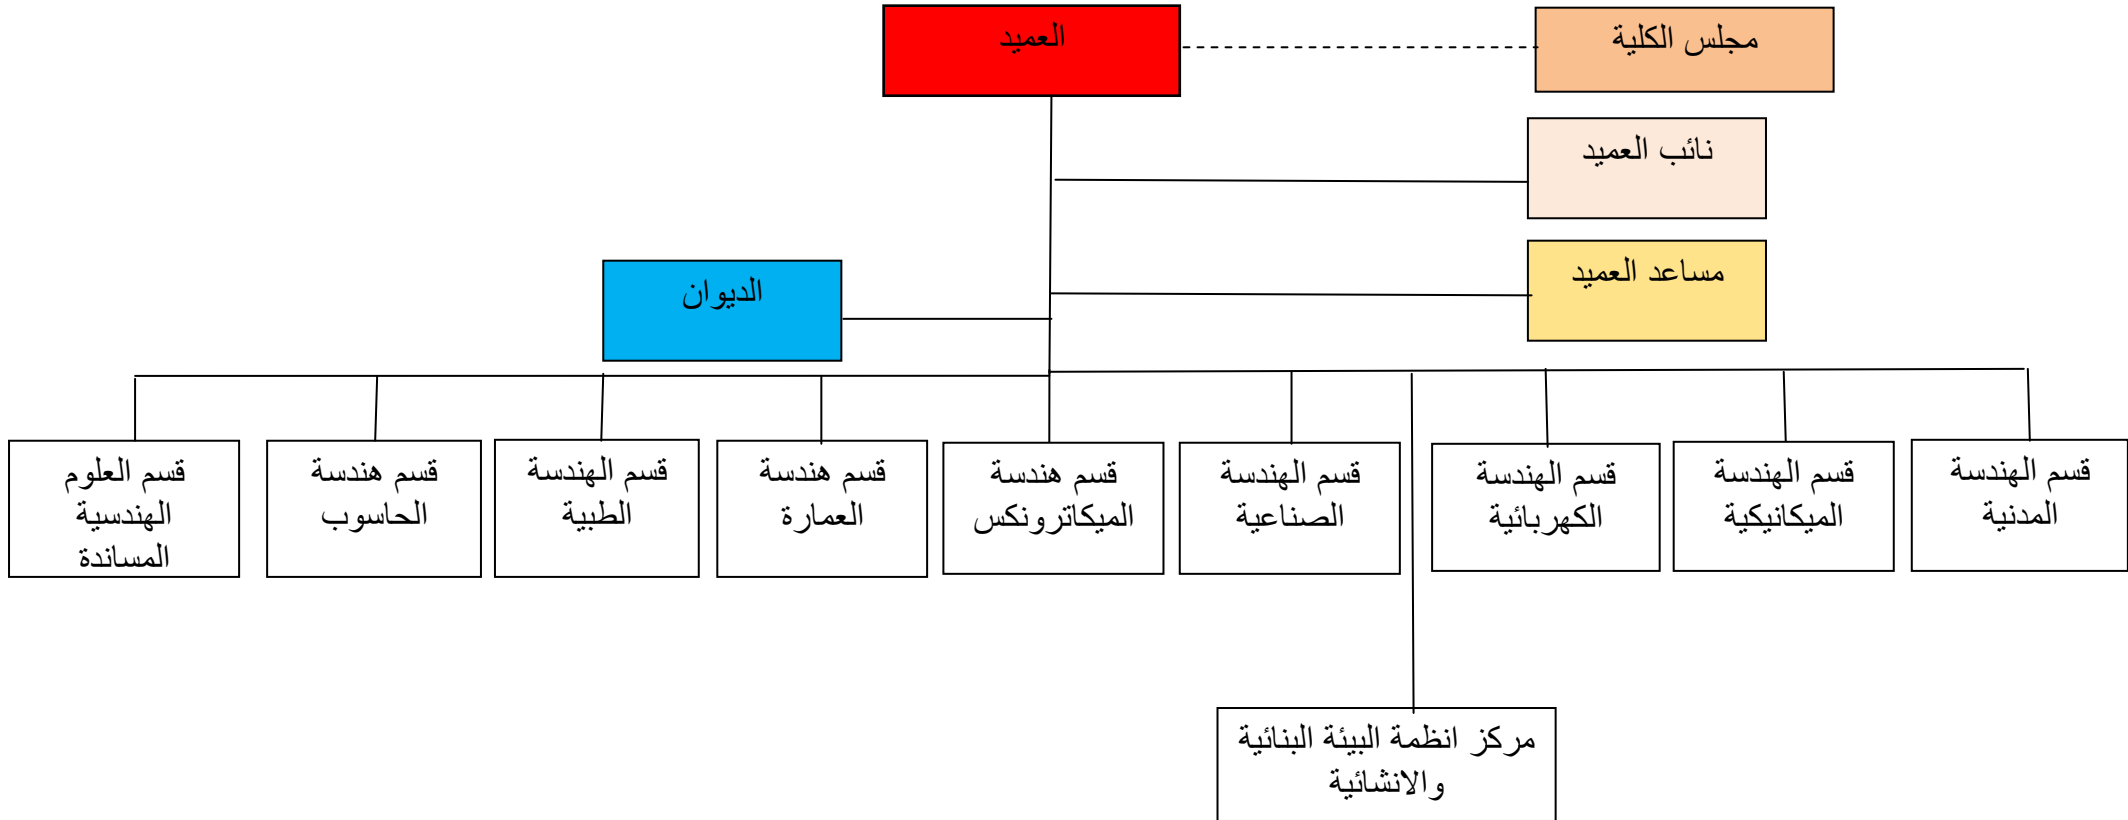 مجلس الكلية
العميد
نائب العميد
مساعد العميد
الديوان
قسم الهندسة
المدنية
قسم الهندسة
الميكانيكية
قسم الهندسة
الكهربائية
قسم الهندسة
الصناعية
قسم هندسة
الميكاترونكس
قسم هندسة
العمارة
قسم الهندسة
الطبية
قسم هندسة
الحاسوب
قسم العلوم
الهندسية
المساندة
مركز انظمة البيئة البنائية
والانشائية